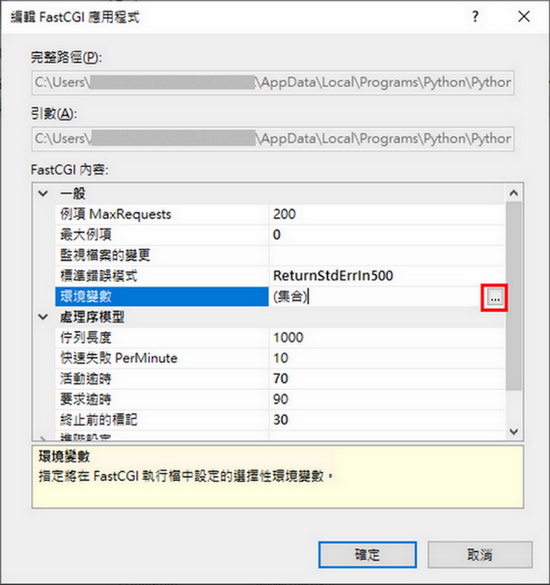 編輯 FastCGI 應用程式
完整路徑(P):
C:\Users\ \AppData\Local\Programs\Python\Python
引數(A):
C:\Users\ \AppData\Local\Programs\Python\Python
FastCGI 內容:
一般
例項 MaxRequests 200
最大例項 0
監視檔案的變更
標準錯誤模式 ReturnStdErrIn500
環境變數 (集合) ...
處理序模型
佇列長度 1000
快速失敗 PerMinute 10
活動逾時 70
要求逾時 90
終止前的標記 30
進階設定
環境變數
指定將在 FastCGI 執行檔中設定的選擇性環境變數。
確定 取消